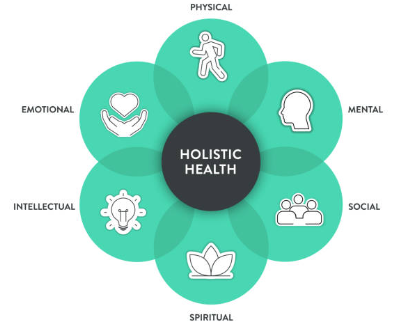 PHYSICAL
EMOTIONAL
MENTAL
HOLISTIC
HEALTH
INTELLECTUAL
SOCIAL
SPIRITUAL